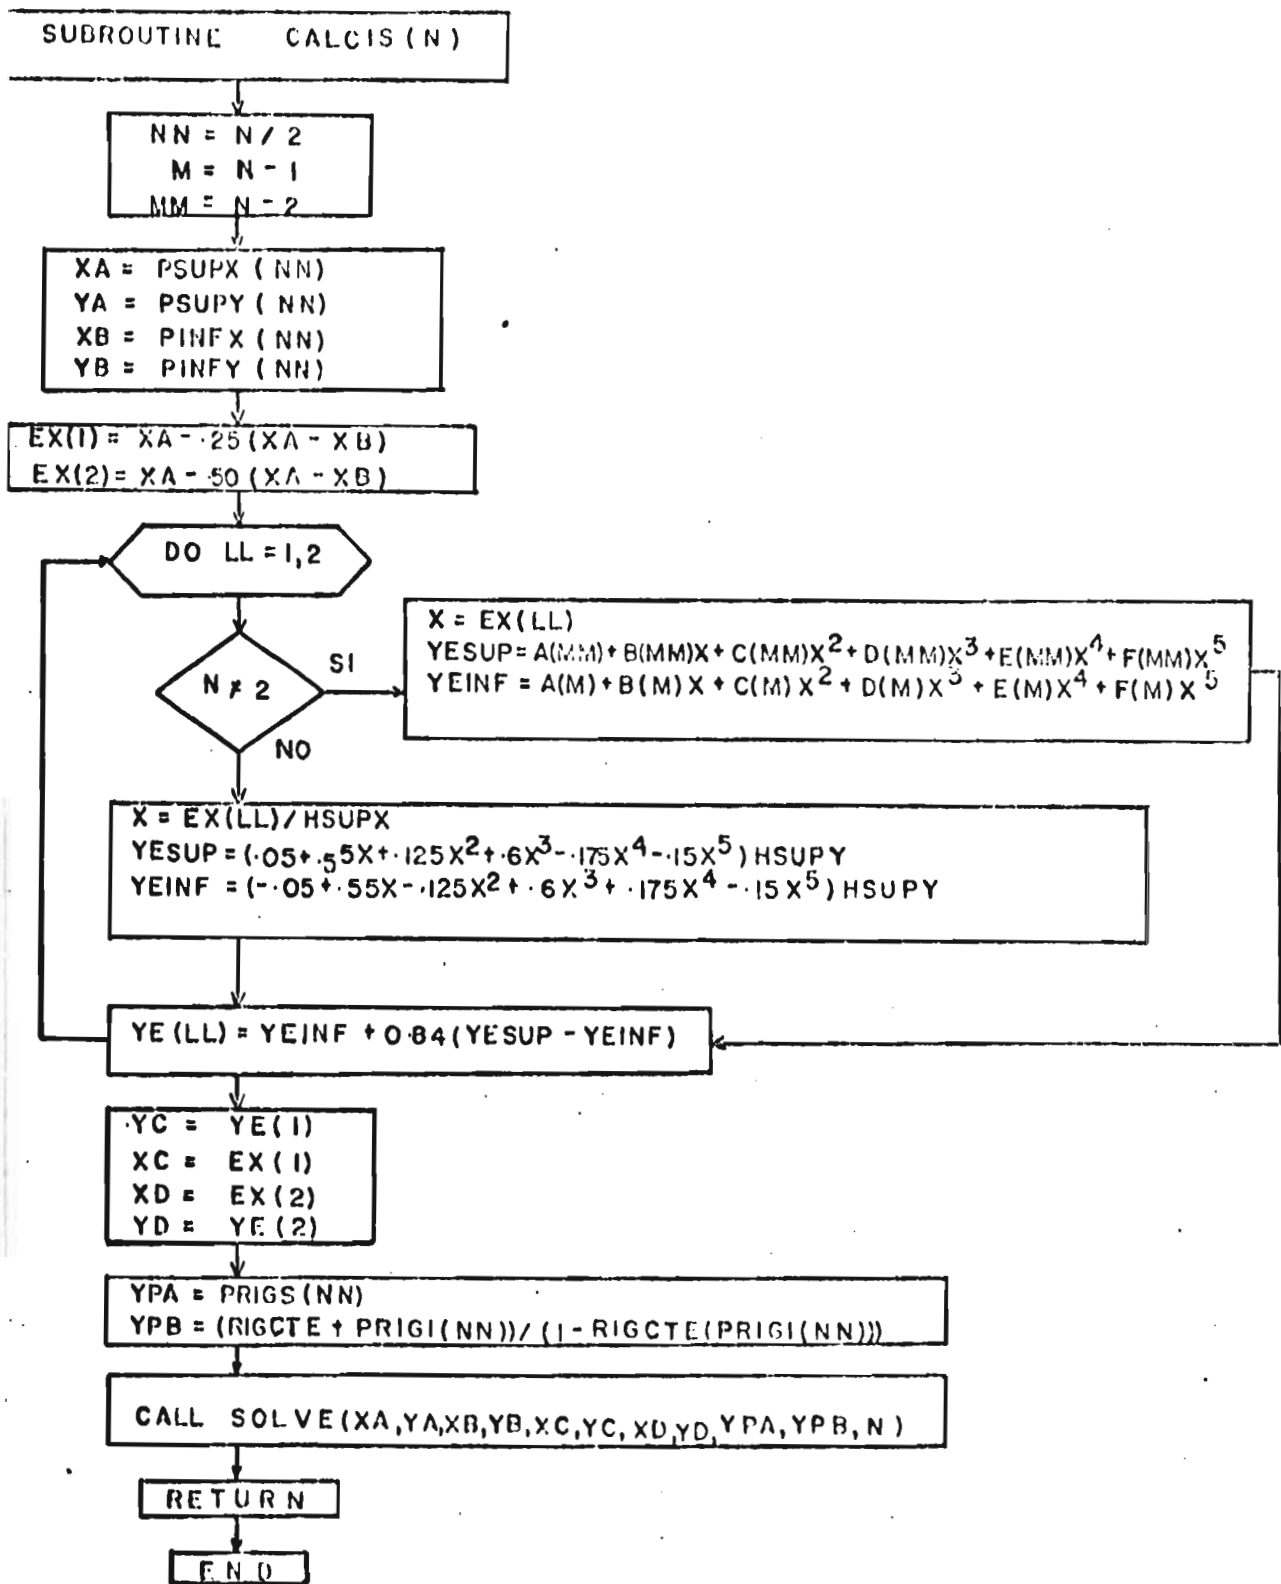 SUBROUTINE CALCIS(N)
NN = N/2
M = N-1
MM = N-2
XA = PSUPX (NN)
YA = PSUPY (NN)
XB = PINFX (NN)
YB = PINFY (NN)
EX(1) = XA-.25(XA-XB)
EX(2) = XA-.50(XA-XB)
DO LL = 1,2
N ≠ 2
SI
NO
X = EX(LL)
YESUP = A(MM)+B(MM)X+C(MM)X²+D(MM)X³+E(MM)X⁴+F(MM)X⁵
YEINF = A(M)+B(M)X+C(M)X²+D(M)X³+E(M)X⁴+F(M)X⁵
X = EX(LL)/HSUPX
YESUP = (.05+.55X+.125X²+.6X³-.175X⁴-.15X⁵)HSUPY
YEINF = (-.05+.55X-.125X²+.6X³+.175X⁴-.15X⁵)HSUPY
YE(LL) = YEINF + 0.84(YESUP-YEINF)
YC = YE(1)
XC = EX(1)
XD = EX(2)
YD = YE(2)
YPA = PRIGS(NN)
YPB = (RIGCTE + PRIGI(NN))/(1-RIGCTE(PRIGI(NN)))
CALL SOLVE(XA,YA,XB,YB,XC,YC,XD,YD,YPA,YPB,N)
RETURN
END